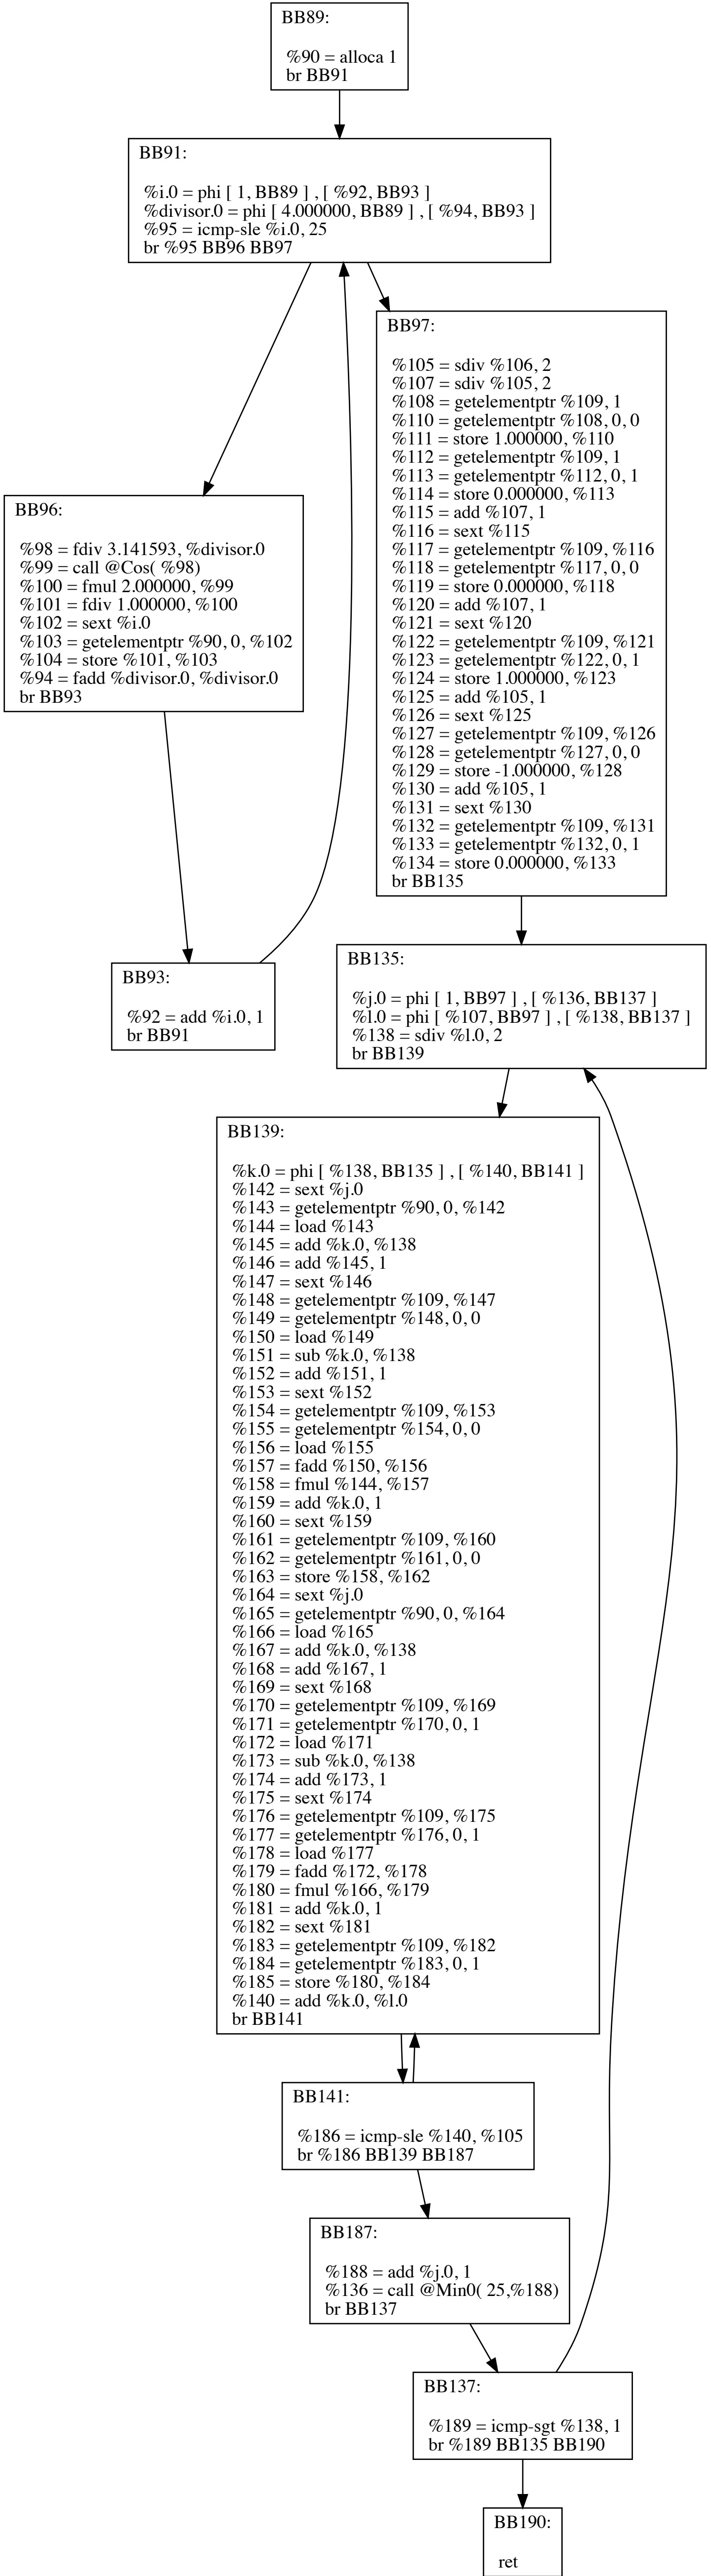 BB89:
%90 = alloca 1
br BB91
BB91:
%i.0 = phi [ 1, BB89 ] , [ %92, BB93 ]
%divisor.0 = phi [ 4.000000, BB89 ] , [ %94, BB93 ]
%95 = icmp-sle %i.0, 25
br %95 BB96 BB97
BB97:
%105 = sdiv %106, 2
%107 = sdiv %105, 2
%108 = getelementptr %109, 1
%110 = getelementptr %108, 0, 0
%111 = store 1.000000, %110
%112 = getelementptr %109, 1
%113 = getelementptr %112, 0, 1
%114 = store 0.000000, %113
%115 = add %107, 1
%116 = sext %115
%117 = getelementptr %109, %116
%118 = getelementptr %117, 0, 0
%119 = store 0.000000, %118
%120 = add %107, 1
%121 = sext %120
%122 = getelementptr %109, %121
%123 = getelementptr %122, 0, 1
%124 = store 1.000000, %123
%125 = add %105, 1
%126 = sext %125
%127 = getelementptr %109, %126
%128 = getelementptr %127, 0, 0
%129 = store -1.000000, %128
%130 = add %105, 1
%131 = sext %130
%132 = getelementptr %109, %131
%133 = getelementptr %132, 0, 1
%134 = store 0.000000, %133
br BB135
BB96:
%98 = fdiv 3.141593, %divisor.0
%99 = call @Cos( %98)
%100 = fmul 2.000000, %99
%101 = fdiv 1.000000, %100
%102 = sext %i.0
%103 = getelementptr %90, 0, %102
%104 = store %101, %103
%94 = fadd %divisor.0, %divisor.0
br BB93
BB93:
%92 = add %i.0, 1
br BB91
BB135:
%j.0 = phi [ 1, BB97 ] , [ %136, BB137 ]
%l.0 = phi [ %107, BB97 ] , [ %138, BB137 ]
%138 = sdiv %l.0, 2
br BB139
BB139:
%k.0 = phi [ %138, BB135 ] , [ %140, BB141 ]
%142 = sext %j.0
%143 = getelementptr %90, 0, %142
%144 = load %143
%145 = add %k.0, %138
%146 = add %145, 1
%147 = sext %146
%148 = getelementptr %109, %147
%149 = getelementptr %148, 0, 0
%150 = load %149
%151 = sub %k.0, %138
%152 = add %151, 1
%153 = sext %152
%154 = getelementptr %109, %153
%155 = getelementptr %154, 0, 0
%156 = load %155
%157 = fadd %150, %156
%158 = fmul %144, %157
%159 = add %k.0, 1
%160 = sext %159
%161 = getelementptr %109, %160
%162 = getelementptr %161, 0, 0
%163 = store %158, %162
%164 = sext %j.0
%165 = getelementptr %90, 0, %164
%166 = load %165
%167 = add %k.0, %138
%168 = add %167, 1
%169 = sext %168
%170 = getelementptr %109, %169
%171 = getelementptr %170, 0, 1
%172 = load %171
%173 = sub %k.0, %138
%174 = add %173, 1
%175 = sext %174
%176 = getelementptr %109, %175
%177 = getelementptr %176, 0, 1
%178 = load %177
%179 = fadd %172, %178
%180 = fmul %166, %179
%181 = add %k.0, 1
%182 = sext %181
%183 = getelementptr %109, %182
%184 = getelementptr %183, 0, 1
%185 = store %180, %184
%140 = add %k.0, %l.0
br BB141
BB141:
%186 = icmp-sle %140, %105
br %186 BB139 BB187
BB187:
%188 = add %j.0, 1
%136 = call @Min0( 25,%188)
br BB137
BB137:
%189 = icmp-sgt %138, 1
br %189 BB135 BB190
BB190:
ret